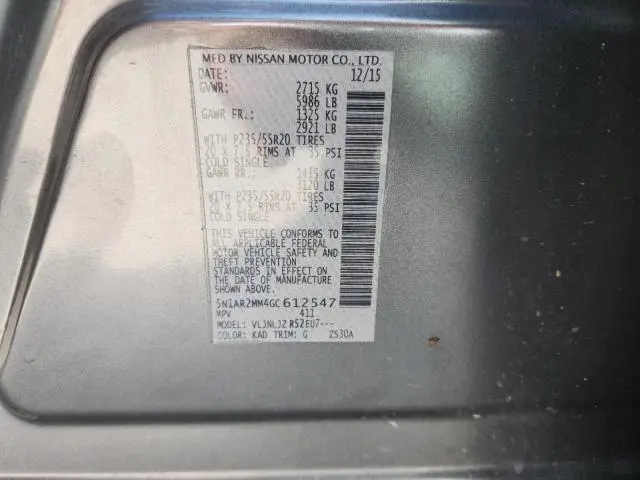 MFD BY NISSAN MOTOR CO., LTD.
DATE: 12/15
GVWR: 2715 KG
5986 LB
GAWR FR.: 1325 KG
2921 LB
WITH P235/55R20 TIRES
20 X 7.5 RIMS AT 35 PSI
COLD SINGLE
GAWR RR.: 1415 KG
3120 LB
WITH P235/55R20 TIRES
20 X 7.5 RIMS AT 35 PSI
COLD SINGLE
THIS VEHICLE CONFORMS TO
ALL APPLICABLE FEDERAL
MOTOR VEHICLE SAFETY AND
THEFT PREVENTION
STANDARDS IN EFFECT ON
THE DATE OF MANUFACTURE
SHOWN ABOVE.
5N1AR2MM4GC612547
MPV 411
MODEL: VLJNLJZ R52EU7---
COLOR: KAD TRIM: G ZS30A